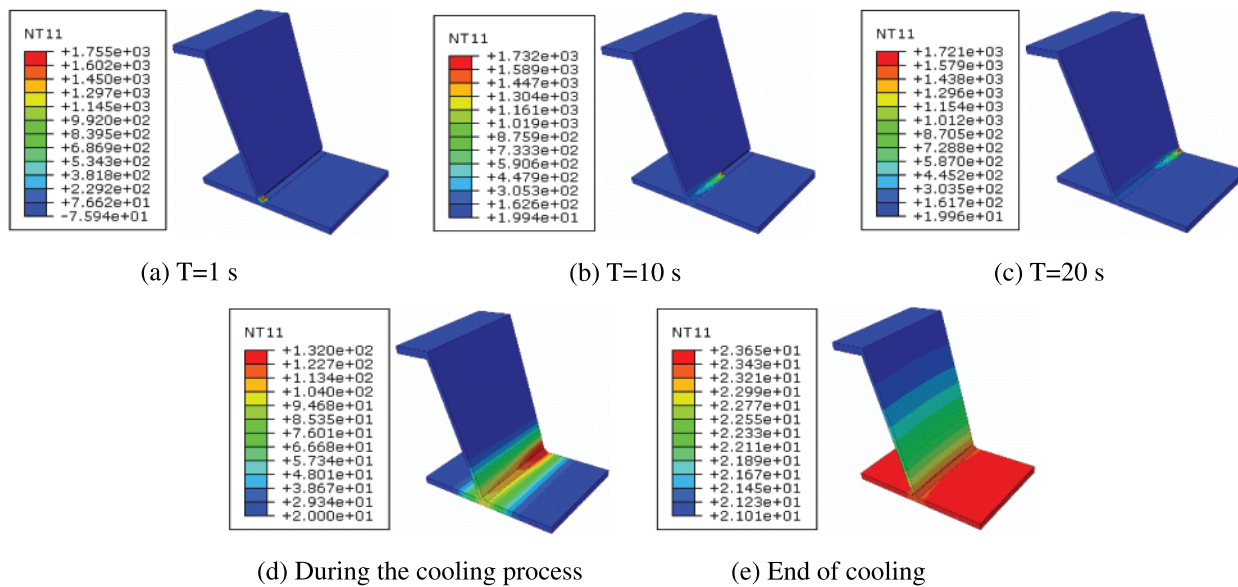 NT11
+1.755e+03
+1.602e+03
+1.450e+03
+1.297e+03
+1.145e+03
+9.920e+02
+8.395e+02
+6.869e+02
+5.343e+02
+3.818e+02
+2.292e+02
+7.662e+01
-7.594e+01
(a) T=1 s
NT11
+1.732e+03
+1.589e+03
+1.447e+03
+1.304e+03
+1.161e+03
+1.019e+03
+8.759e+02
+7.333e+02
+5.906e+02
+4.479e+02
+3.053e+02
+1.626e+02
+1.994e+01
(b) T=10 s
NT11
+1.721e+03
+1.579e+03
+1.438e+03
+1.296e+03
+1.154e+03
+1.012e+03
+8.705e+02
+7.288e+02
+5.870e+02
+4.452e+02
+3.035e+02
+1.617e+02
+1.996e+01
(c) T=20 s
NT11
+1.320e+02
+1.227e+02
+1.134e+02
+1.040e+02
+9.468e+01
+8.535e+01
+7.601e+01
+6.668e+01
+5.734e+01
+4.801e+01
+3.867e+01
+2.934e+01
+2.000e+01
(d) During the cooling process
NT11
+2.365e+01
+2.343e+01
+2.321e+01
+2.299e+01
+2.277e+01
+2.255e+01
+2.233e+01
+2.211e+01
+2.189e+01
+2.167e+01
+2.145e+01
+2.123e+01
+2.101e+01
(e) End of cooling